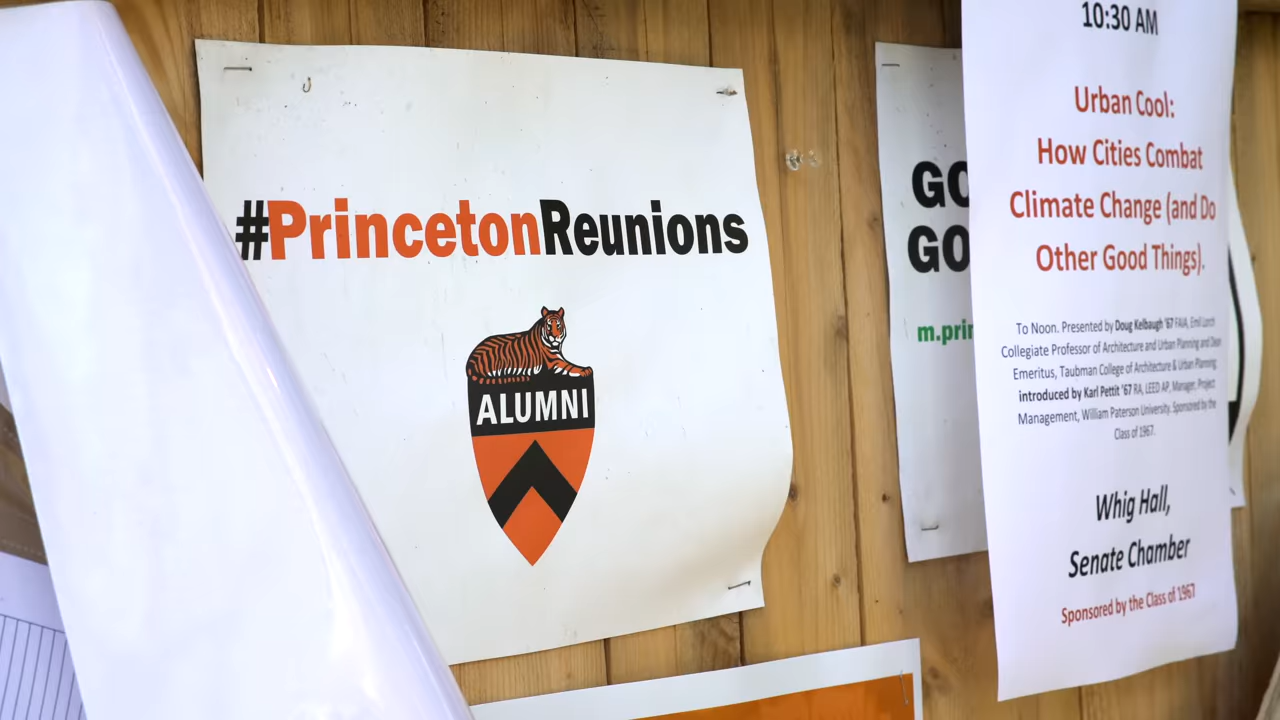 #PrincetonReunions
ALUMNI
GO
GO
m.prin
10:30 AM
Urban Cool:
How Cities Combat
Climate Change (and Do
Other Good Things).
To Noon. Presented by Doug Kelbaugh '67 FAIA, Emil Lorch
Collegiate Professor of Architecture and Urban Planning and Dean
Emeritus, Taubman College of Architecture & Urban Planning;
introduced by Karl Pettit '67 RA, LEED AP, Manager, Project
Management, William Paterson University. Sponsored by the
Class of 1967.
Whig Hall,
Senate Chamber
Sponsored by the Class of 1967